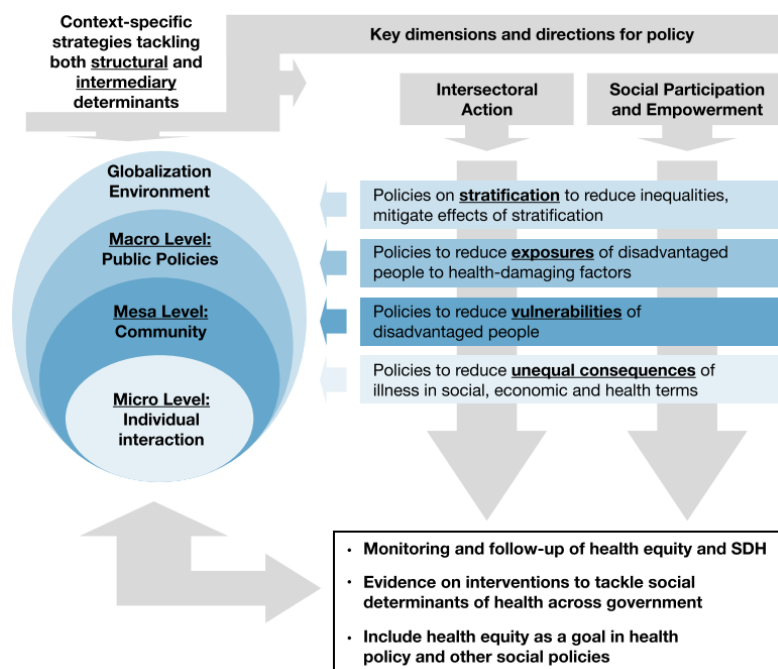 Context-specific
strategies tackling
both structural and
intermediary
determinants
Key dimensions and directions for policy
Intersectoral
Action
Social Participation
and Empowerment
Globalization
Environment
Macro Level:
Public Policies
Mesa Level:
Community
Micro Level:
Individual
interaction
Policies on stratification to reduce inequalities,
mitigate effects of stratification
Policies to reduce exposures of disadvantaged
people to health-damaging factors
Policies to reduce vulnerabilities of
disadvantaged people
Policies to reduce unequal consequences of
illness in social, economic and health terms
· Monitoring and follow-up of health equity and SDH
· Evidence on interventions to tackle social
determinants of health across government
· Include health equity as a goal in health
policy and other social policies